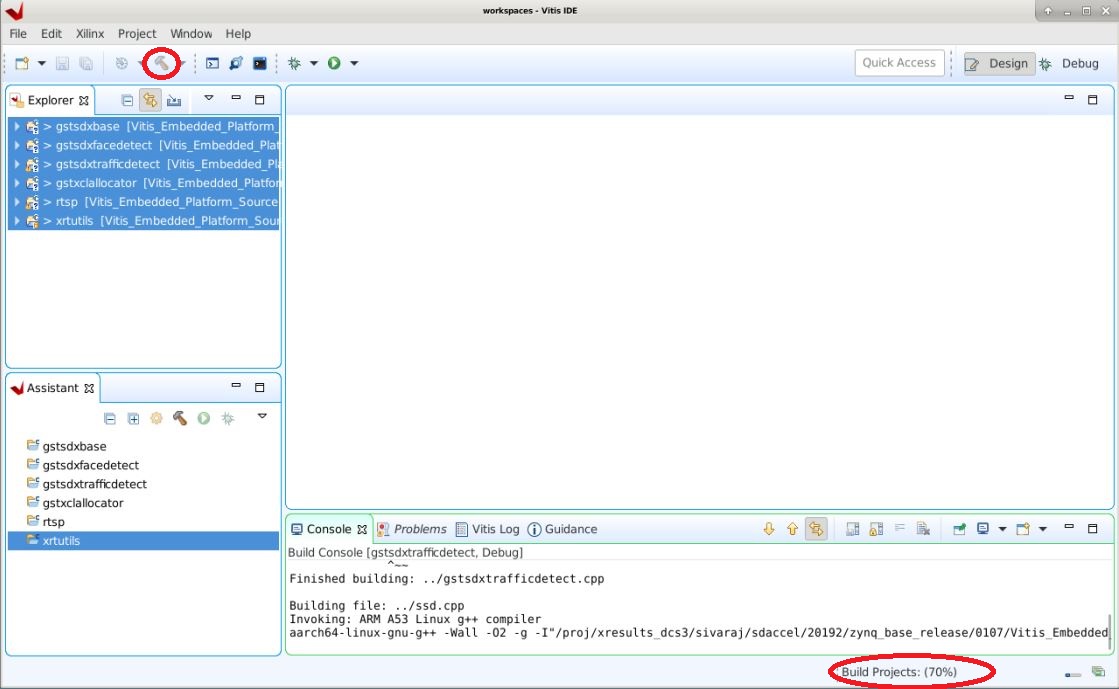 workspaces - Vitis IDE
File Edit Xilinx Project Window Help
Quick Access Design Debug
Explorer
> gstsdxbase [Vitis_Embedded_Platform_
> gstsdxfacedetect [Vitis_Embedded_Plat
> gstsdxtrafficdetect [Vitis_Embedded_Pla
> gstxclallocator [Vitis_Embedded_Platfor
> rtsp [Vitis_Embedded_Platform_Source
> xrtutils [Vitis_Embedded_Platform_Sour
Assistant
gstsdxbase
gstsdxfacedetect
gstsdxtrafficdetect
gstxclallocator
rtsp
xrtutils
Console Problems Vitis Log Guidance
Build Console [gstsdxtrafficdetect, Debug]
^~~
Finished building: ../gstsdxtrafficdetect.cpp
Building file: ../ssd.cpp
Invoking: ARM A53 Linux g++ compiler
aarch64-linux-gnu-g++ -Wall -O2 -g -I"/proj/xresults_dcs3/sivaraj/sdaccel/20192/zynq_base_release/0107/Vitis_Embedded
Build Projects: (70%)